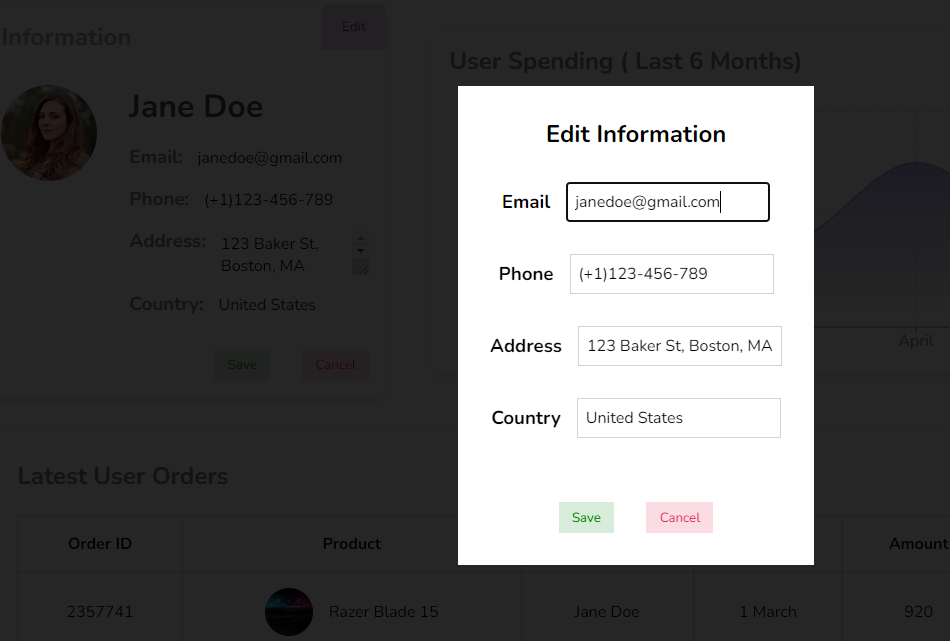 Information
Edit
Jane Doe
Email: janedoe@gmail.com
Phone: (+1)123-456-789
Address: 123 Baker St,
Boston, MA
Country: United States
Save Cancel
User Spending ( Last 6 Months)
April
Edit Information
Email janedoe@gmail.com
Phone (+1)123-456-789
Address 123 Baker St, Boston, MA
Country United States
Save Cancel
Latest User Orders
Order ID Product Amount
2357741 Razer Blade 15 Jane Doe 1 March 920